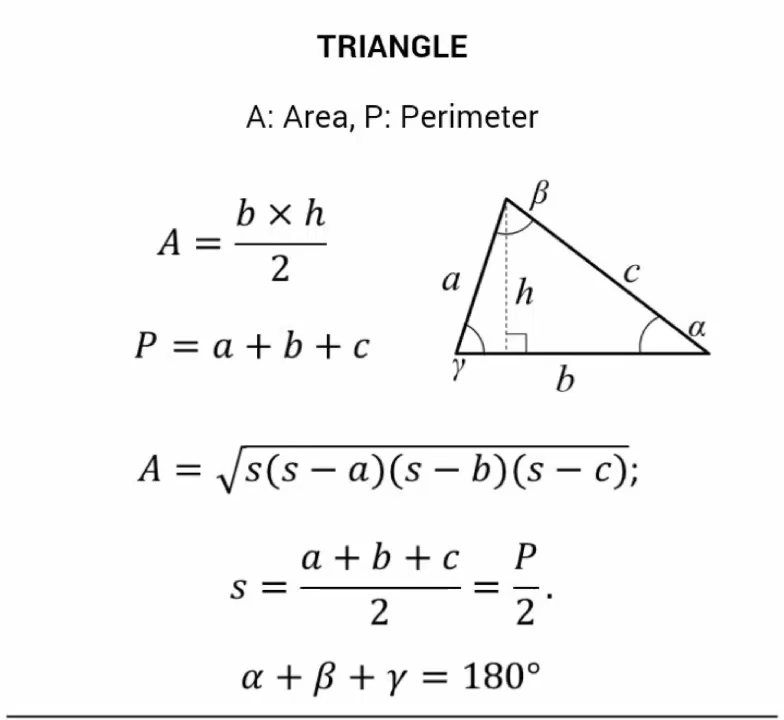 TRIANGLE
A: Area, P: Perimeter
A = b × h / 2
P = a + b + c
β
a
h
c
α
γ
b
A = √s(s − a)(s − b)(s − c);
s = a + b + c / 2 = P / 2 .
α + β + γ = 180°